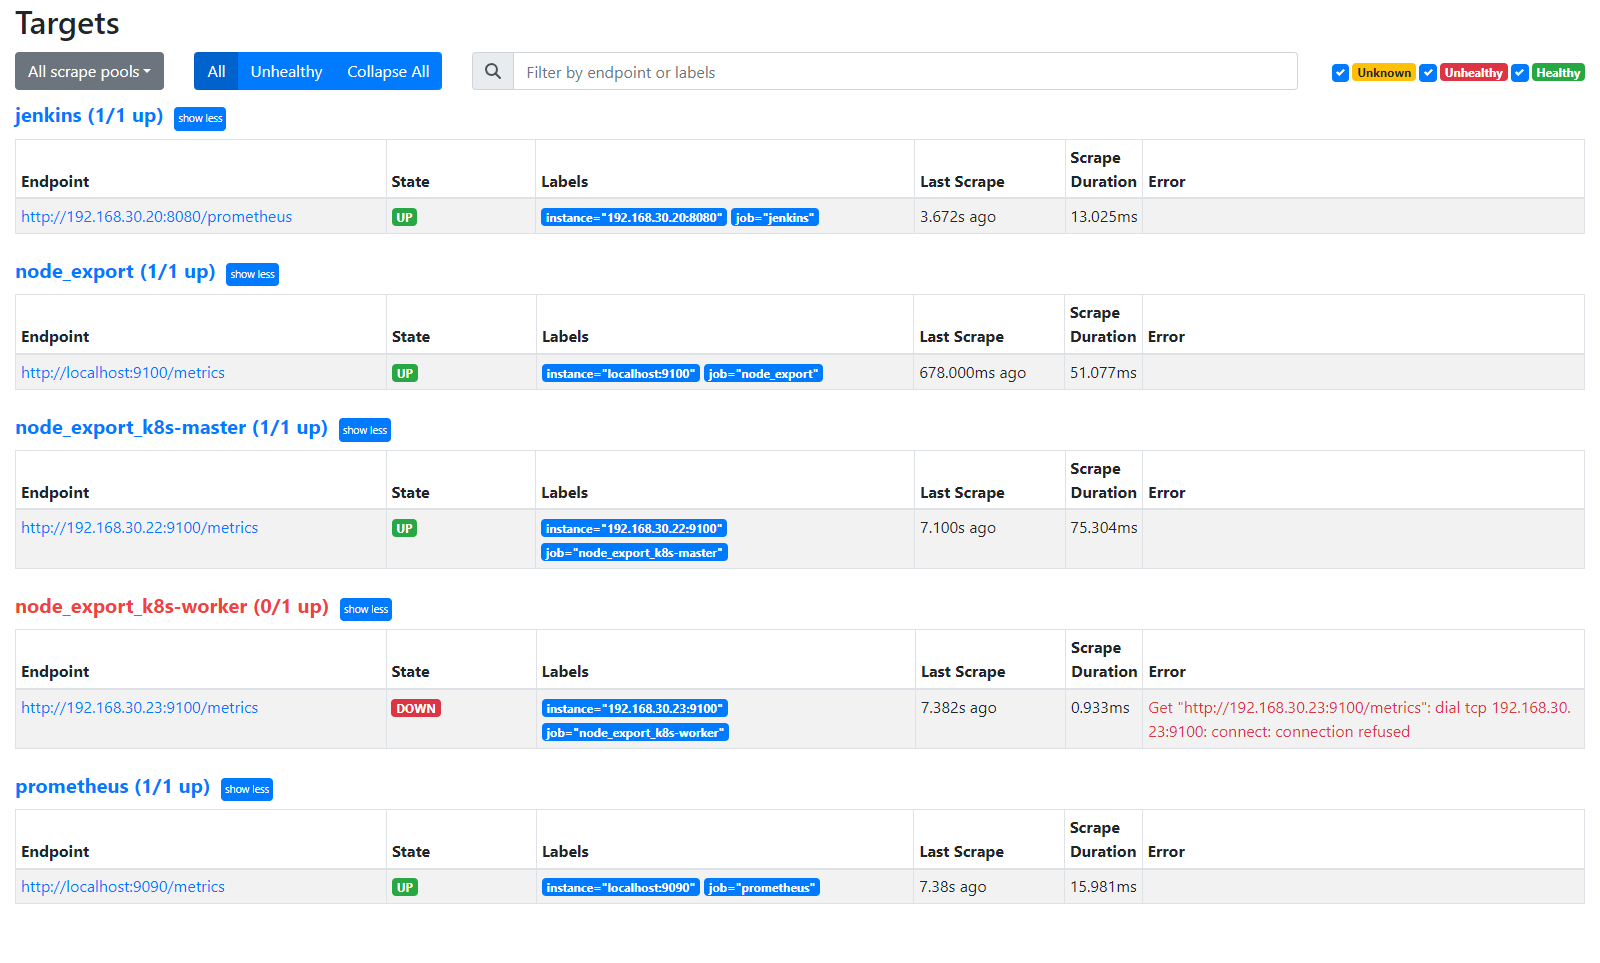 Targets
All scrape pools All Unhealthy Collapse All Filter by endpoint or labels Unknown Unhealthy Healthy
jenkins (1/1 up) show less
Endpoint State Labels Last Scrape Scrape Duration Error
http://192.168.30.20:8080/prometheus UP instance="192.168.30.20:8080" job="jenkins" 3.672s ago 13.025ms
node_export (1/1 up) show less
Endpoint State Labels Last Scrape Scrape Duration Error
http://localhost:9100/metrics UP instance="localhost:9100" job="node_export" 678.000ms ago 51.077ms
node_export_k8s-master (1/1 up) show less
Endpoint State Labels Last Scrape Scrape Duration Error
http://192.168.30.22:9100/metrics UP instance="192.168.30.22:9100" 7.100s ago 75.304ms
job="node_export_k8s-master"
node_export_k8s-worker (0/1 up) show less
Endpoint State Labels Last Scrape Scrape Duration Error
http://192.168.30.23:9100/metrics DOWN instance="192.168.30.23:9100" 7.382s ago 0.933ms Get "http://192.168.30.23:9100/metrics": dial tcp 192.168.30.
job="node_export_k8s-worker" 23:9100: connect: connection refused
prometheus (1/1 up) show less
Endpoint State Labels Last Scrape Scrape Duration Error
http://localhost:9090/metrics UP instance="localhost:9090" job="prometheus" 7.38s ago 15.981ms